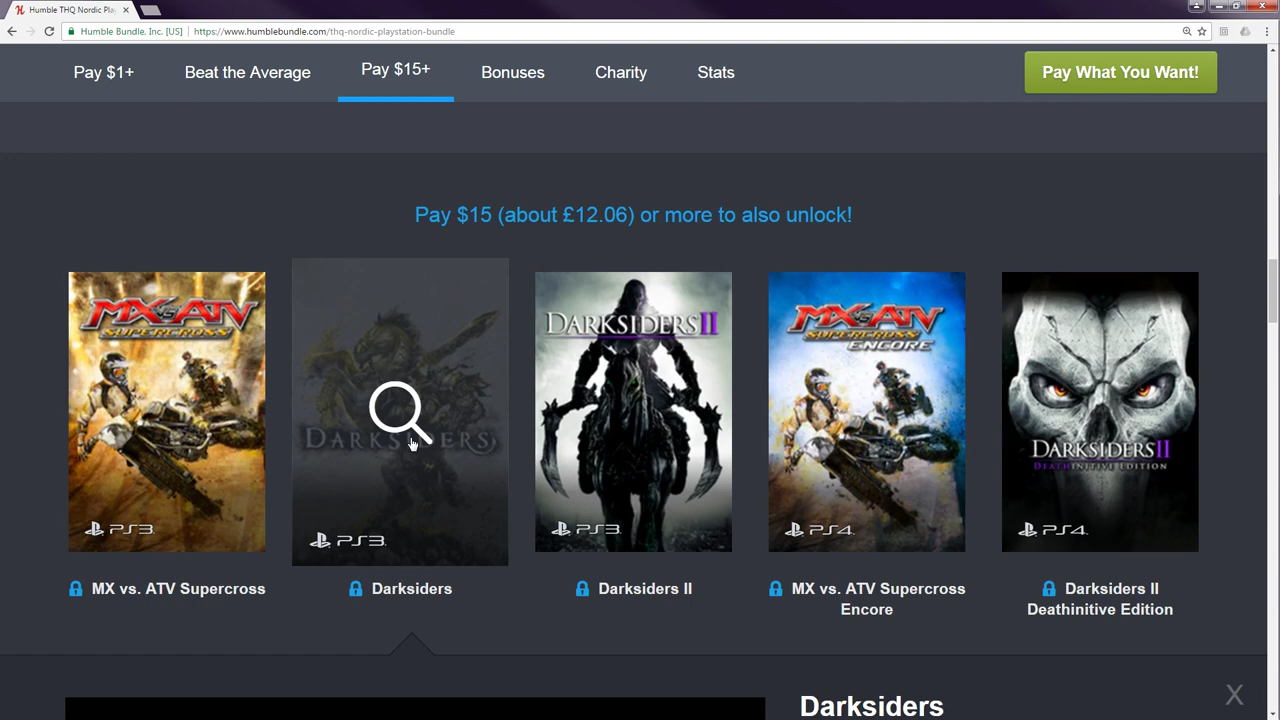 Humble THQ Nordic Play
Humble Bundle, Inc. [US]
https://www.humblebundle.com/thq-nordic-playstation-bundle
Pay $1+
Beat the Average
Pay $15+
Bonuses
Charity
Stats
Pay What You Want!
Pay $15 (about £12.06) or more to also unlock!
MX vs ATV
SUPERCROSS
PS3
DARKSIDERS
PS3
DARKSIDERS II
PS3
MX vs ATV
SUPERCROSS
ENCORE
PS4
DARKSIDERS II
DEATHINITIVE EDITION
PS4
MX vs. ATV Supercross
Darksiders
Darksiders II
MX vs. ATV Supercross
Encore
Darksiders II
Deathinitive Edition
X
Darksiders